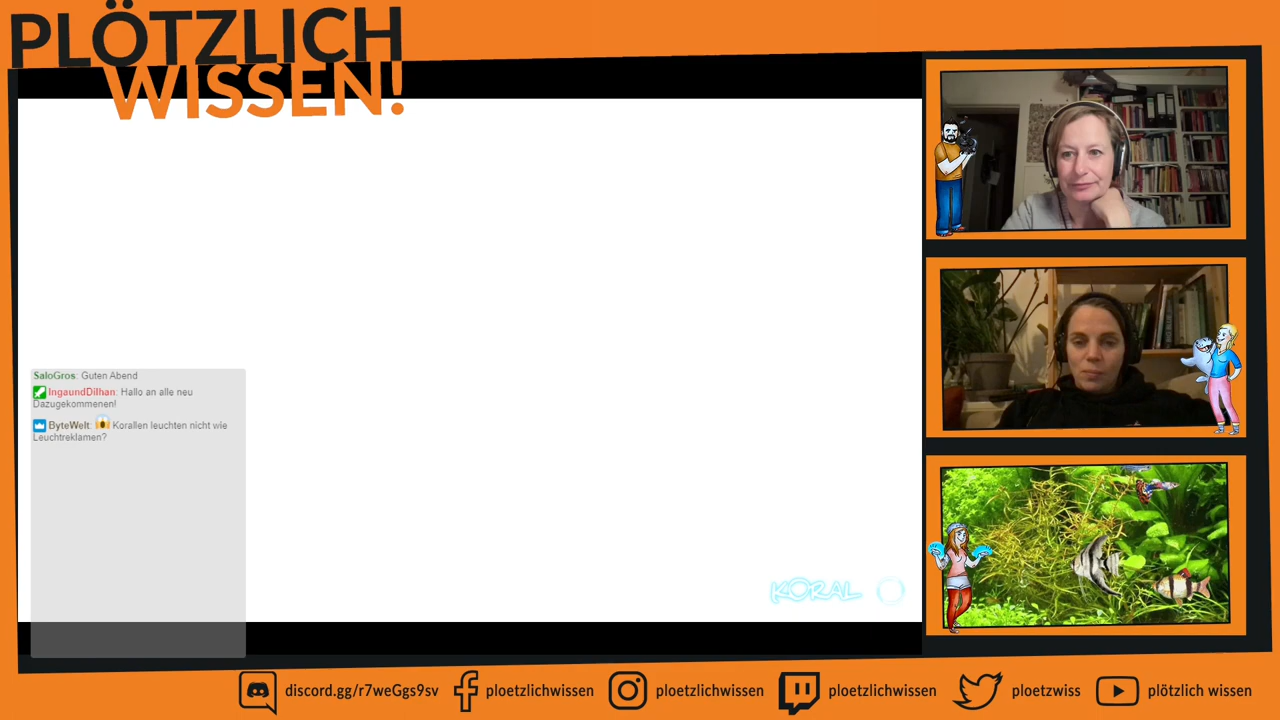 PLÖTZLICH
WISSEN!
SaloGros: Guten Abend
IngaundDilhan: Hallo an alle neu
Dazugekommenen!
ByteWelt: 😱 Korallen leuchten nicht wie
Leuchtreklamen?
KORAL
discord.gg/r7weGgs9sv
ploetzlichwissen
ploetzlichwissen
ploetzlichwissen
ploetzwiss
plötzlich wissen